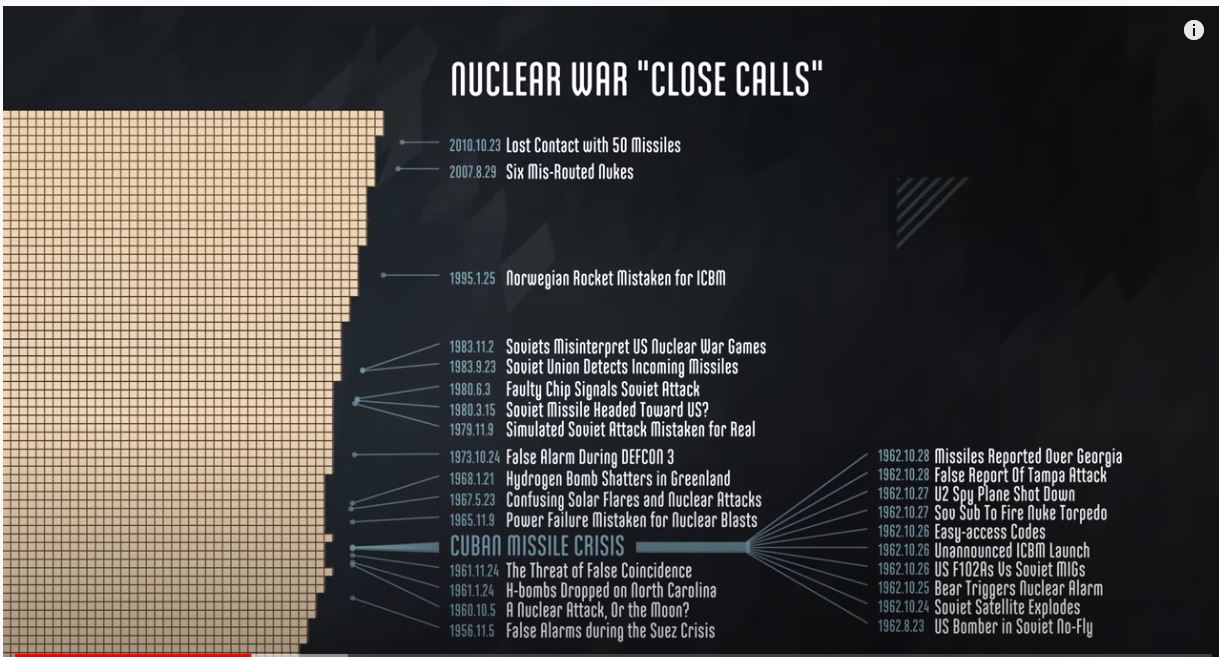 NUCLEAR WAR "CLOSE CALLS"
2010.10.23 Lost Contact with 50 Missiles
2007.8.29 Six Mis-Routed Nukes
1995.1.25 Norwegian Rocket Mistaken for ICBM
1983.11.2 Soviets Misinterpret US Nuclear War Games
1983.9.23 Soviet Union Detects Incoming Missiles
1980.6.3 Faulty Chip Signals Soviet Attack
1980.3.15 Soviet Missile Headed Toward US?
1979.11.9 Simulated Soviet Attack Mistaken for Real
1973.10.24 False Alarm During DEFCON 3
1968.1.21 Hydrogen Bomb Shatters in Greenland
1967.5.23 Confusing Solar Flares and Nuclear Attacks
1965.11.9 Power Failure Mistaken for Nuclear Blasts
CUBAN MISSILE CRISIS
1961.11.24 The Threat of False Coincidence
1961.1.24 H-bombs Dropped on North Carolina
1960.10.5 A Nuclear Attack, Or the Moon?
1956.11.5 False Alarms during the Suez Crisis
1962.10.28 Missiles Reported Over Georgia
1962.10.28 False Report Of Tampa Attack
1962.10.27 U2 Spy Plane Shot Down
1962.10.27 Sov Sub To Fire Nuke Torpedo
1962.10.26 Easy-access Codes
1962.10.26 Unannounced ICBM Launch
1962.10.26 US F102As Vs Soviet MIGs
1962.10.25 Bear Triggers Nuclear Alarm
1962.10.24 Soviet Satellite Explodes
1962.8.23 US Bomber in Soviet No-Fly